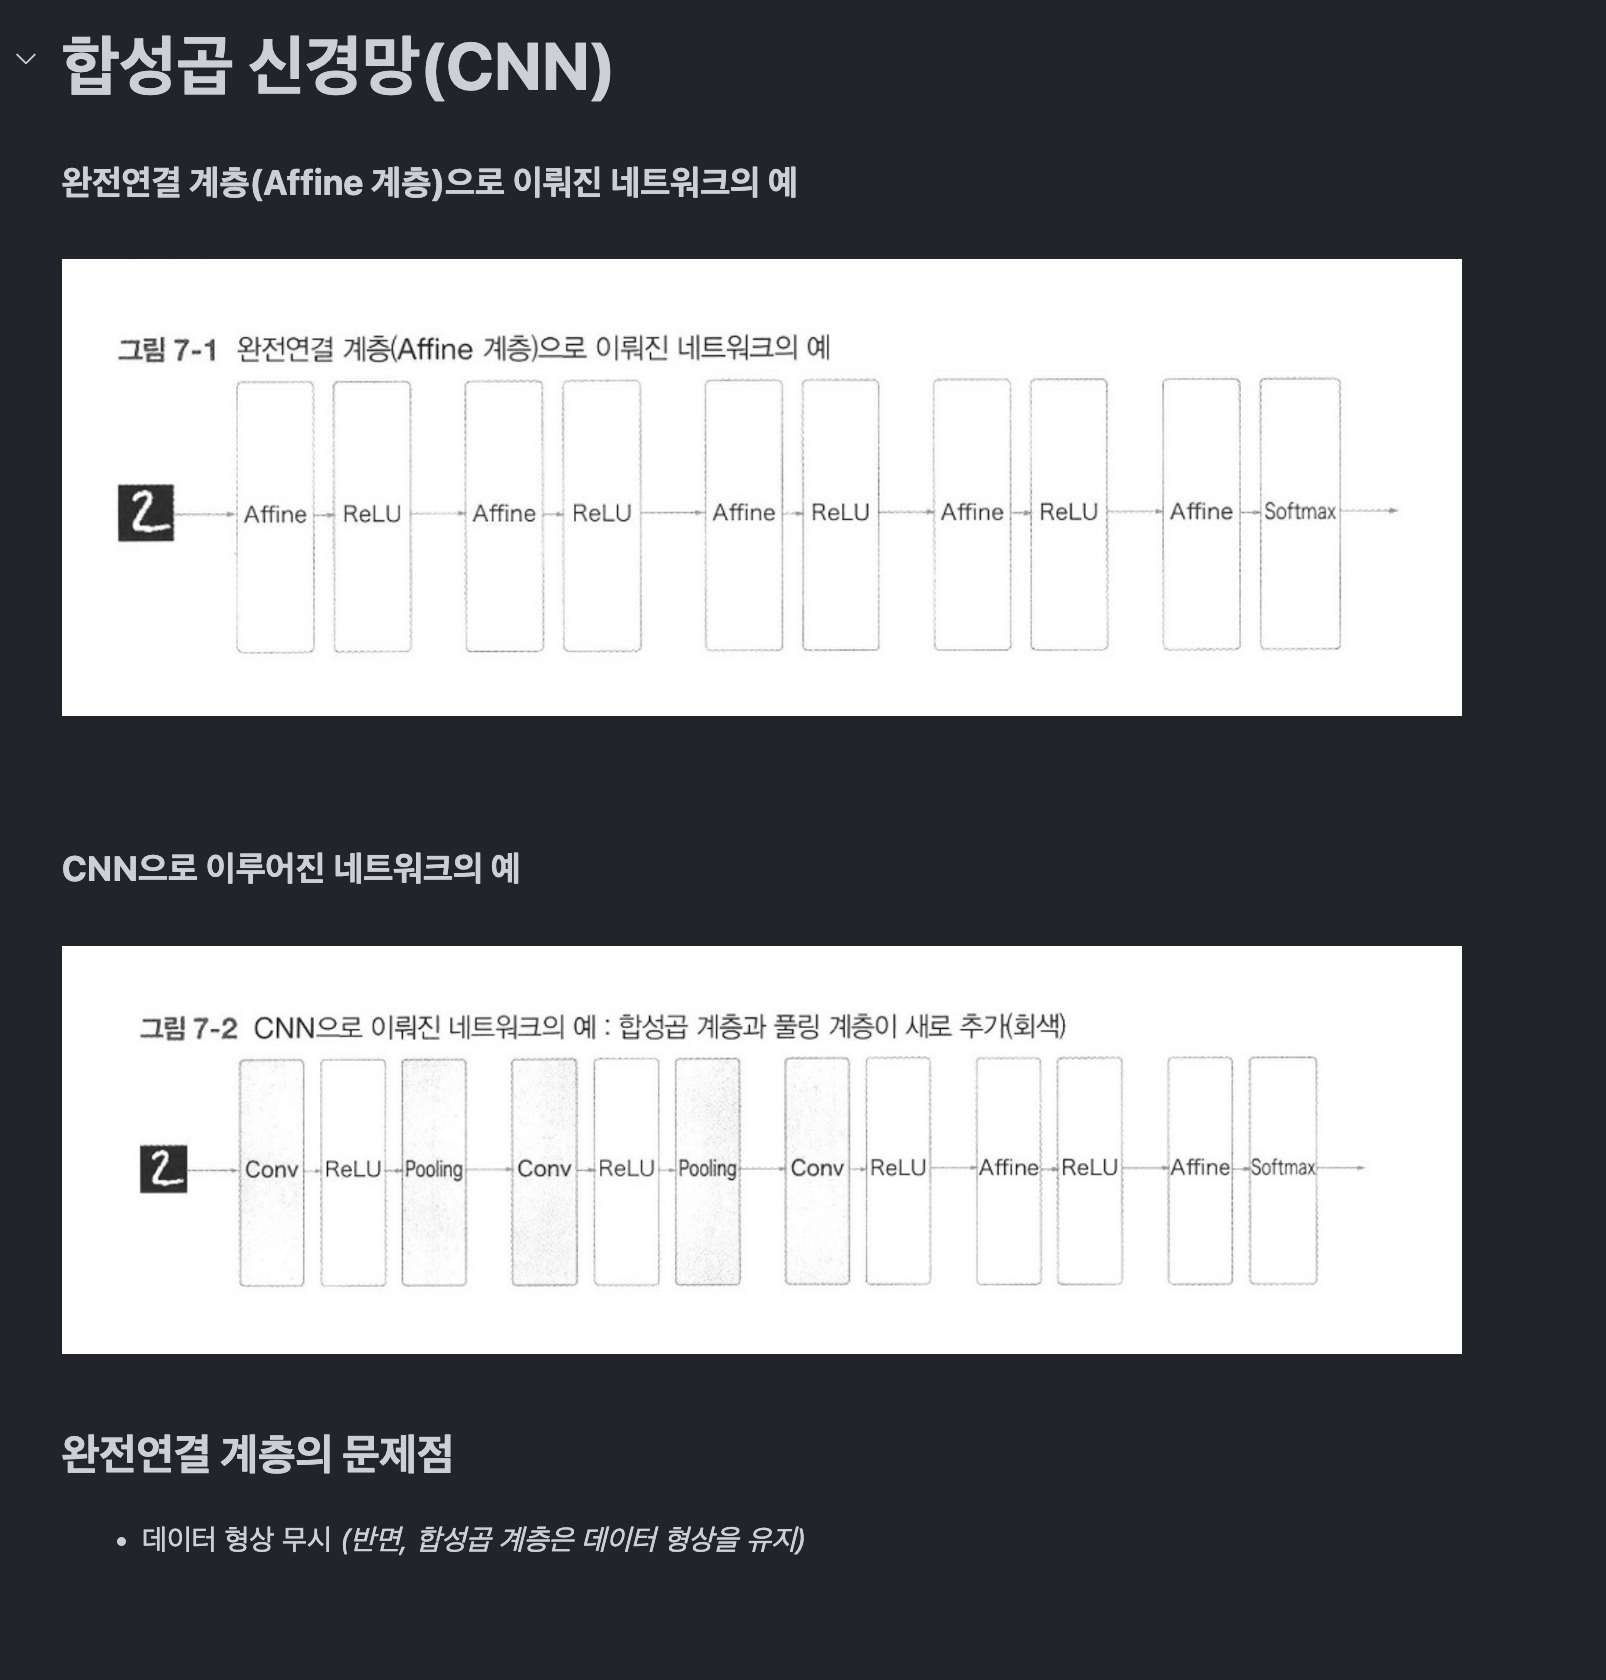 합성곱 신경망(CNN)
완전연결 계층(Affine 계층)으로 이뤄진 네트워크의 예
그림 7-1 완전연결 계층(Affine 계층)으로 이뤄진 네트워크의 예
2 Affine ReLU Affine ReLU Affine ReLU Affine ReLU Affine Softmax
CNN으로 이루어진 네트워크의 예
그림 7-2 CNN으로 이뤄진 네트워크의 예 : 합성곱 계층과 풀링 계층이 새로 추가(회색)
2 Conv ReLU Pooling Conv ReLU Pooling Conv ReLU Affine ReLU Affine Softmax
완전연결 계층의 문제점
• 데이터 형상 무시 (반면, 합성곱 계층은 데이터 형상을 유지)